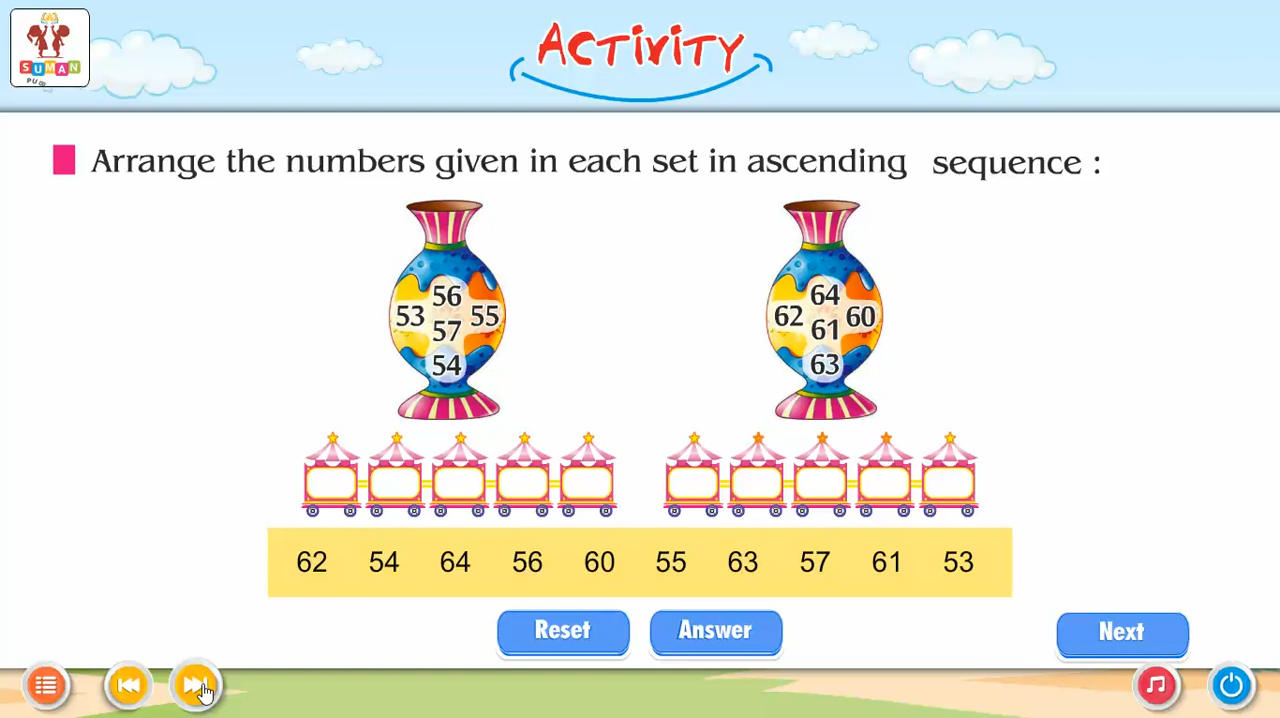 SUMAN
ACTIVITY
Arrange the numbers given in each set in ascending sequence :
56
53 55
57
54
64
62 60
61
63
62 54 64 56 60 55 63 57 61 53
Reset Answer Next